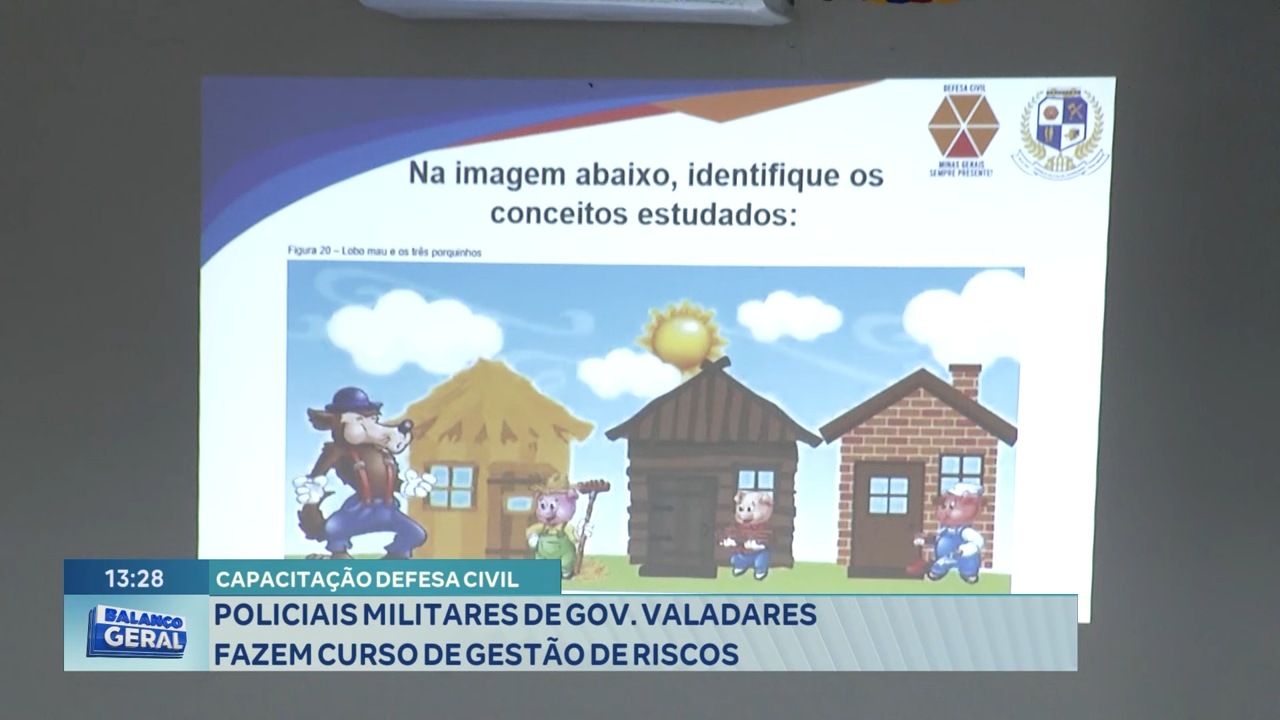 DEFESA CIVIL
MINAS GERAIS
SEMPRE PRESENTE!
Na imagem abaixo, identifique os
conceitos estudados:
Figura 20 – Lobo mau e os três porquinhos
13:28
CAPACITAÇÃO DEFESA CIVIL
BALANÇO
GERAL
POLICIAIS MILITARES DE GOV. VALADARES
FAZEM CURSO DE GESTÃO DE RISCOS